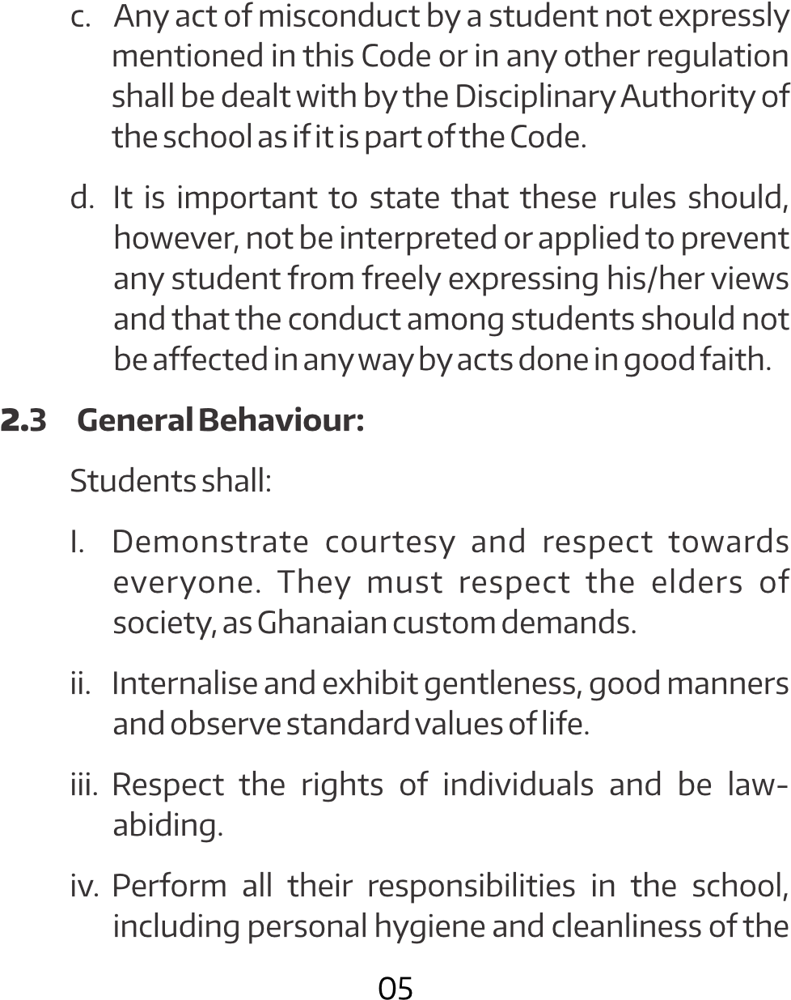 c. Any act of misconduct by a student not expressly
mentioned in this Code or in any other regulation
shall be dealt with by the Disciplinary Authority of
the school as if it is part of the Code.
d. It is important to state that these rules should,
however, not be interpreted or applied to prevent
any student from freely expressing his/her views
and that the conduct among students should not
be affected in any way by acts done in good faith.
2.3 General Behaviour:
Students shall:
I. Demonstrate courtesy and respect towards
everyone. They must respect the elders of
society, as Ghanaian custom demands.
ii. Internalise and exhibit gentleness, good manners
and observe standard values of life.
iii. Respect the rights of individuals and be law-
abiding.
iv. Perform all their responsibilities in the school,
including personal hygiene and cleanliness of the
05